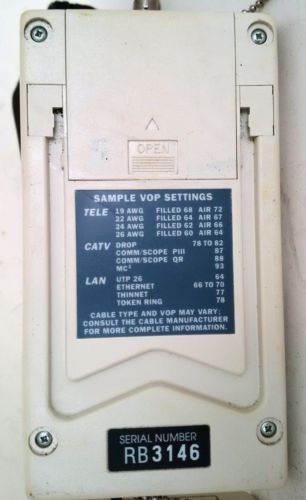 OPEN
SAMPLE VOP SETTINGS
TELE 19 AWG FILLED 68 AIR 72
22 AWG FILLED 64 AIR 67
24 AWG FILLED 62 AIR 66
26 AWG FILLED 60 AIR 64
CATV DROP 78 TO 82
COMM/SCOPE PIII 87
COMM/SCOPE QR 88
MC² 93
LAN UTP 26 64
ETHERNET 66 TO 70
THINNET 77
TOKEN RING 78
CABLE TYPE AND VOP MAY VARY;
CONSULT THE CABLE MANUFACTURER
FOR MORE COMPLETE INFORMATION.
SERIAL NUMBER
RB3146